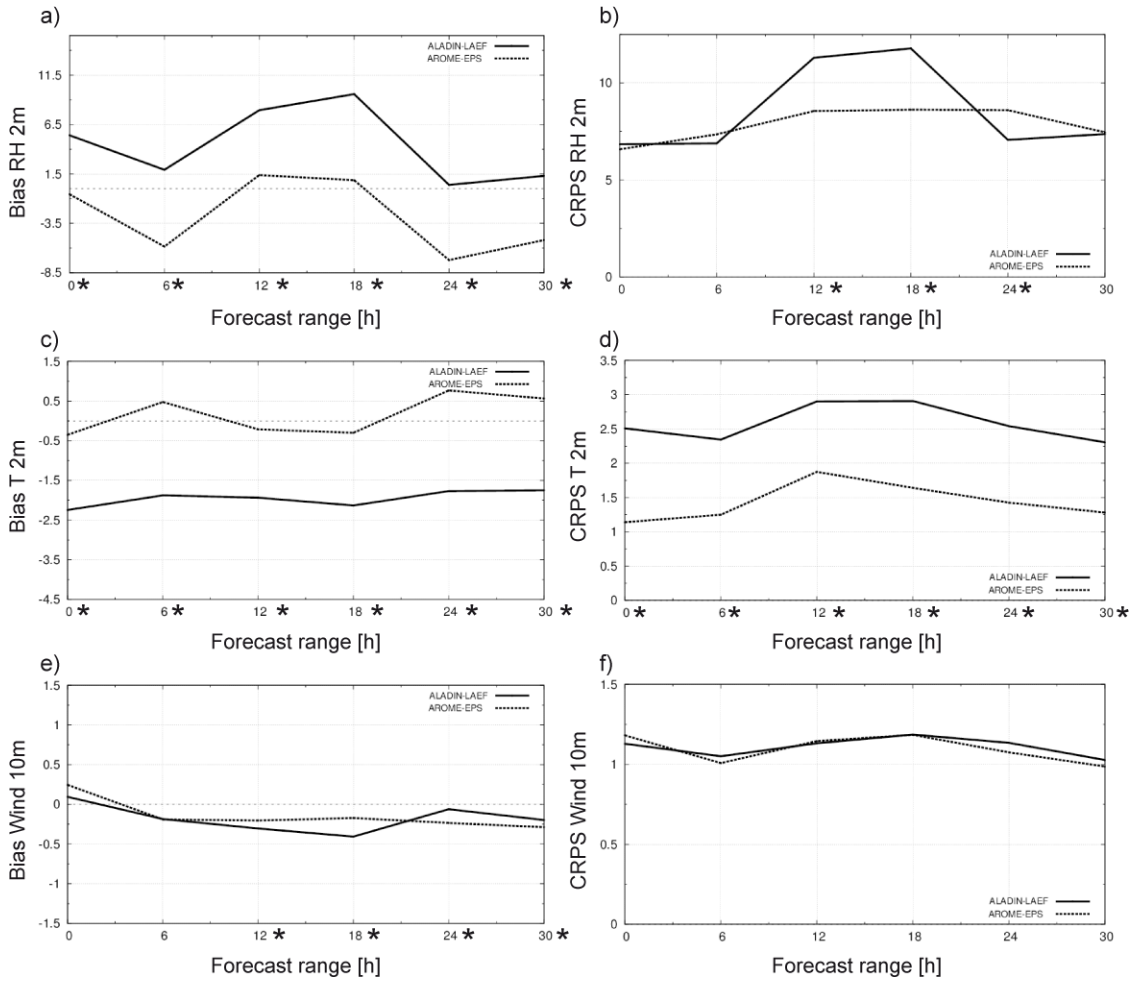 a)
ALADIN-LAEF
AROME-EPS
Bias RH 2m
11.5
6.5
1.5
-3.5
-8.5
0* 6* 12* 18* 24* 30*
Forecast range [h]
b)
CRPS RH 2m
10
5
0
ALADIN-LAEF
AROME-EPS
0 6 12* 18* 24* 30
Forecast range [h]
c)
ALADIN-LAEF
AROME-EPS
Bias T 2m
1.5
0.5
-0.5
-1.5
-2.5
-3.5
-4.5
0* 6* 12* 18* 24* 30*
Forecast range [h]
d)
CRPS T 2m
3.5
3
2.5
2
1.5
1
0.5
0
ALADIN-LAEF
AROME-EPS
0* 6* 12* 18* 24* 30*
Forecast range [h]
e)
ALADIN-LAEF
AROME-EPS
Bias Wind 10m
1.5
1
0.5
0
-0.5
-1
-1.5
0 6 12* 18* 24* 30*
Forecast range [h]
f)
CRPS Wind 10m
1.5
1
0.5
0
ALADIN-LAEF
AROME-EPS
0 6 12 18 24 30
Forecast range [h]